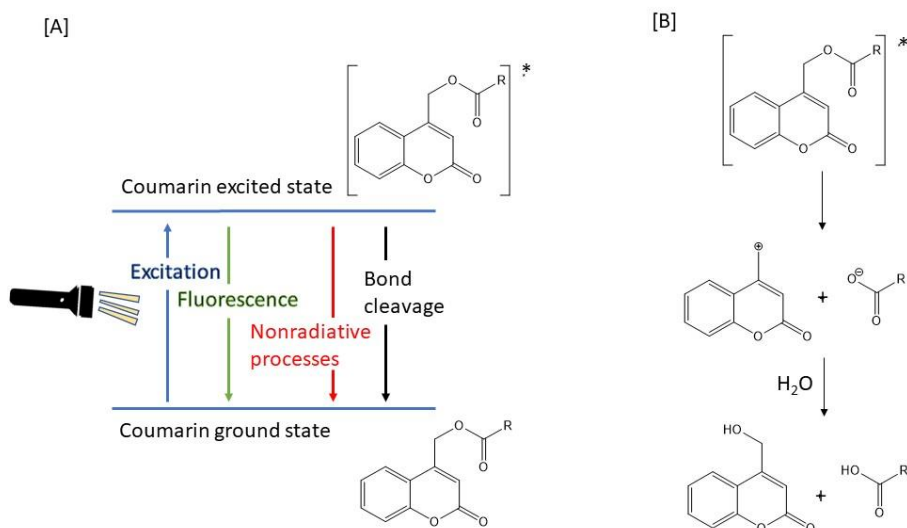 [A]
[B]
*
O
R
O
O
O
Coumarin excited state
Excitation
Fluorescence
Bond
cleavage
Nonradiative
processes
Coumarin ground state
O
R
O
O
O
*
O
R
O
O
O
⊕
O
O
+
O
⊖
R
O
H₂O
HO
O
O
+
HO
R
O